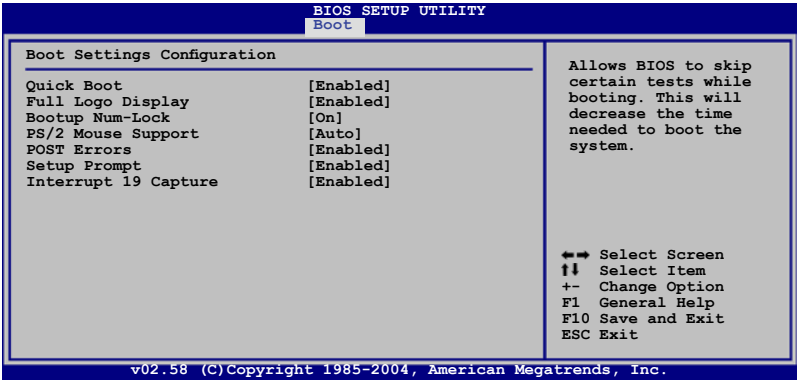 BIOS SETUP UTILITY
Boot
Boot Settings Configuration
Quick Boot [Enabled]
Full Logo Display [Enabled]
Bootup Num-Lock [On]
PS/2 Mouse Support [Auto]
POST Errors [Enabled]
Setup Prompt [Enabled]
Interrupt 19 Capture [Enabled]
Allows BIOS to skip
certain tests while
booting. This will
decrease the time
needed to boot the
system.
←→ Select Screen
↑↓ Select Item
+- Change Option
F1 General Help
F10 Save and Exit
ESC Exit
v02.58 (C)Copyright 1985-2004, American Megatrends, Inc.